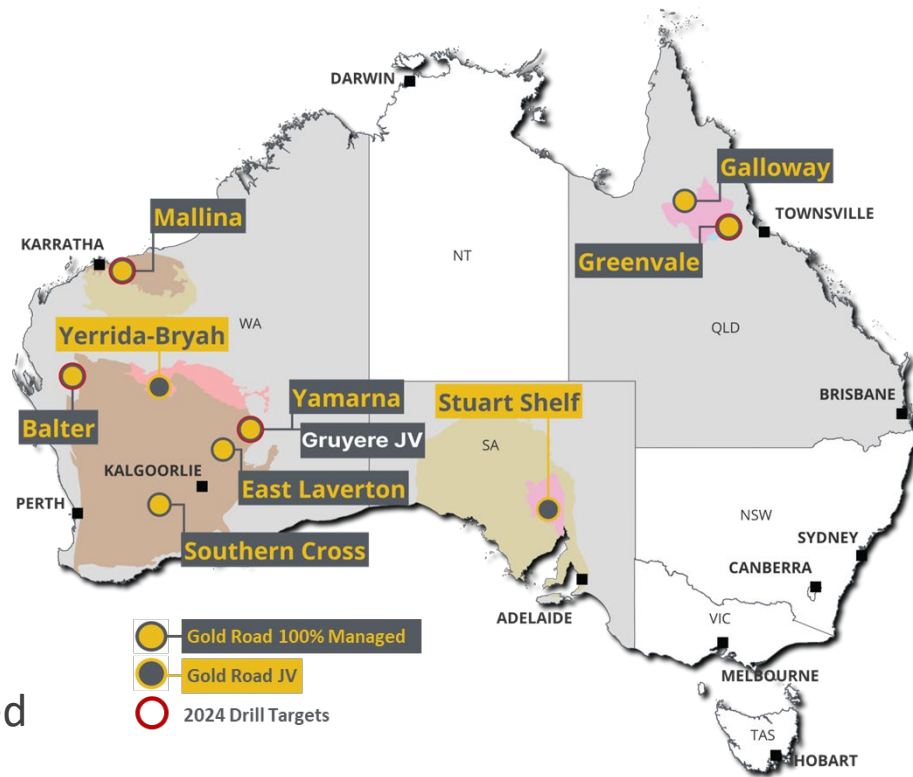 DARWIN
Galloway
TOWNSVILLE
Mallina
KARRATHA
NT
Greenvale
WA
QLD
Yerrida-Bryah
Stuart Shelf
BRISBANE
Yamarna
Balter
Gruyere JV
SA
KALGOORLIE
East Laverton
PERTH
NSW
SYDNEY
Southern Cross
CANBERRA
ADELAIDE
VIC
Gold Road 100% Managed
Gold Road JV
MELBOURNE
2024 Drill Targets
ed
TAS
HOBART